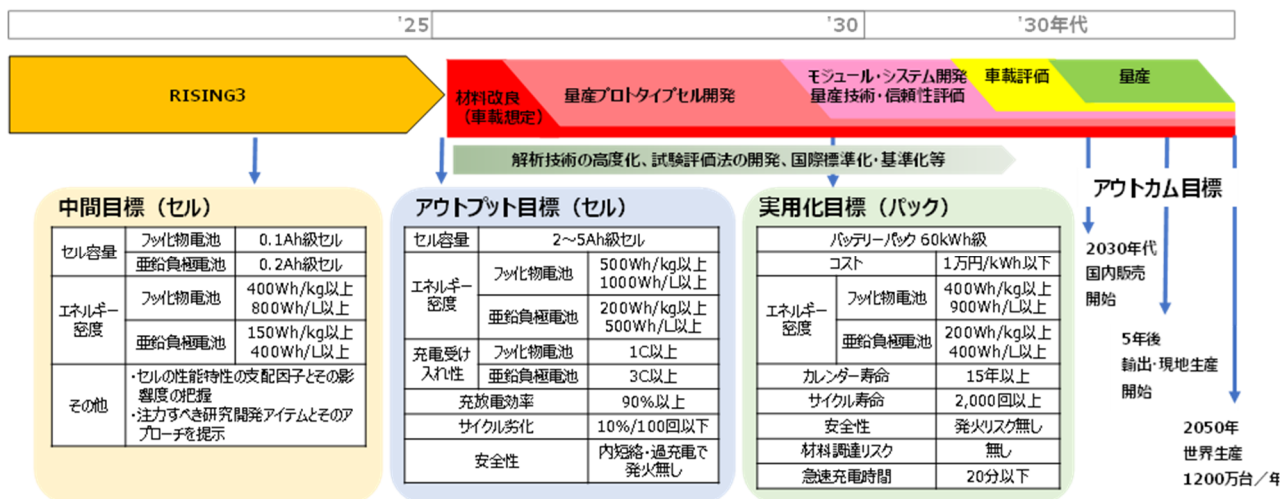 '25
'30
'30年代
RISING3
材料改良
（車載想定）
量産プロトタイプセル開発
モジュール・システム開発
量産技術・信頼性評価
車載評価
量産
解析技術の高度化、試験評価法の開発、国際標準化・基準化等
中間目標（セル）
セル容量
フッ化物電池
0.1Ah級セル
亜鉛負極電池
0.2Ah級セル
エネルギー
密度
フッ化物電池
400Wh/kg以上
800Wh/L以上
亜鉛負極電池
150Wh/kg以上
400Wh/L以上
その他
・セルの性能特性の支配因子とその影
響度の把握
・注力すべき研究開発アイテムとそのア
プローチを提示
アウトプット目標（セル）
セル容量
2～5Ah級セル
エネルギー
密度
フッ化物電池
500Wh/kg以上
1000Wh/L以上
亜鉛負極電池
200Wh/kg以上
500Wh/L以上
充電受け
入れ性
フッ化物電池
1C以上
亜鉛負極電池
3C以上
充放電効率
90%以上
サイクル劣化
10%/100回以下
安全性
内短絡・過充電で
発火無し
実用化目標（パック）
バッテリーパック 60kWh級
コスト
1万円/kWh以下
エネルギー
密度
フッ化物電池
400Wh/kg以上
900Wh/L以上
亜鉛負極電池
200Wh/kg以上
400Wh/L以上
カレンダー寿命
15年以上
サイクル寿命
2,000回以上
安全性
発火リスク無し
材料調達リスク
無し
急速充電時間
20分以下
アウトカム目標
2030年代
国内販売
開始
5年後
輸出・現地生産
開始
2050年
世界生産
1200万台／年